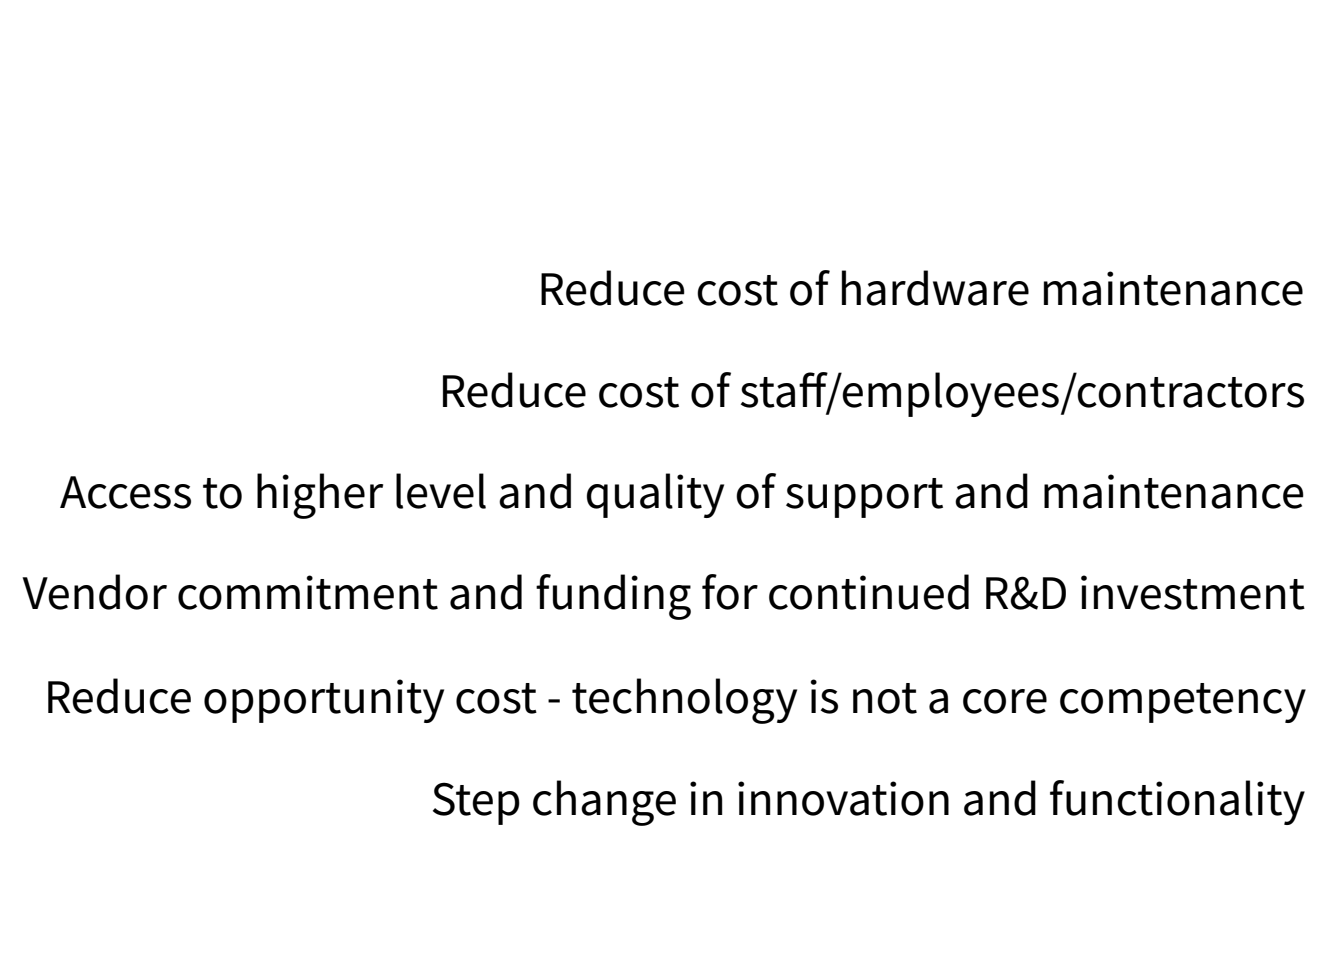 Reduce cost of hardware maintenance
Reduce cost of staff/employees/contractors
Access to higher level and quality of support and maintenance
Vendor commitment and funding for continued R&D investment
Reduce opportunity cost - technology is not a core competency
Step change in innovation and functionality